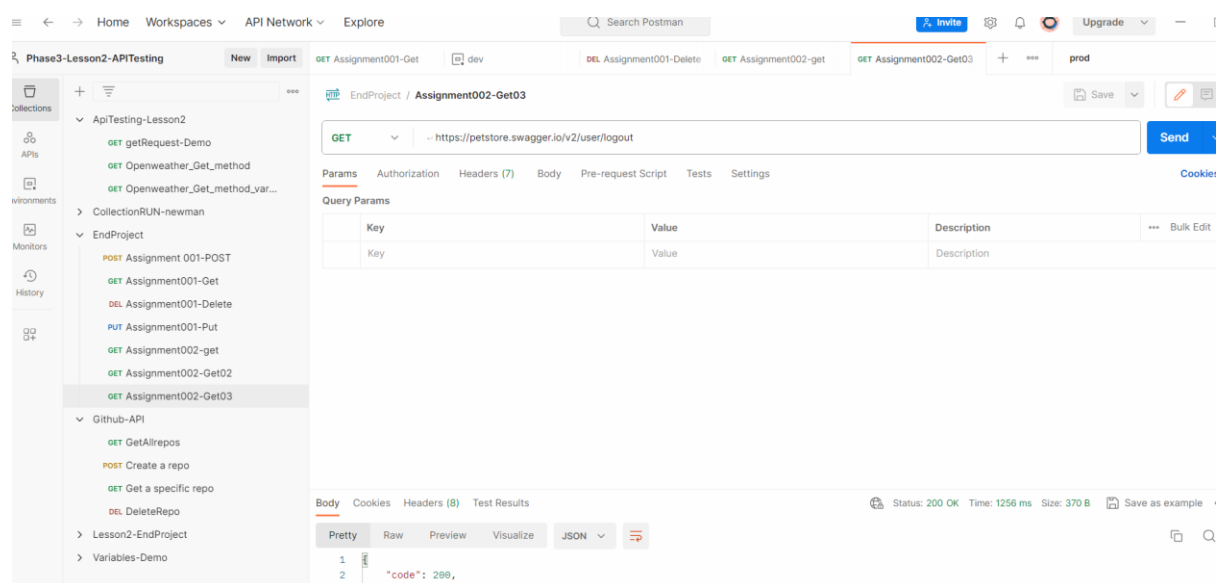 Home Workspaces API Network Explore Search Postman Invite Upgrade
Phase3-Lesson2-APITesting New Import GET Assignment001-Get dev DEL Assignment001-Delete GET Assignment002-get GET Assignment002-Get03 prod
EndProject / Assignment002-Get03 Save
GET https://petstore.swagger.io/v2/user/logout Send
Params Authorization Headers (7) Body Pre-request Script Tests Settings Cookies
Query Params
Key Value Description Bulk Edit
Key Value Description
Collections
APIs
Monitors
History
ApiTesting-Lesson2
GET getRequest-Demo
GET Openweather_Get_method
GET Openweather_Get_method_var...
CollectionRUN-newman
EndProject
POST Assignment 001-POST
GET Assignment001-Get
DEL Assignment001-Delete
PUT Assignment001-Put
GET Assignment002-get
GET Assignment002-Get02
GET Assignment002-Get03
Github-API
GET GetAllrepos
POST Create a repo
GET Get a specific repo
DEL DeleteRepo
Lesson2-EndProject
Variables-Demo
Body Cookies Headers (8) Test Results Status: 200 OK Time: 1256 ms Size: 370 B Save as example
Pretty Raw Preview Visualize JSON
1 {
2 "code": 200,